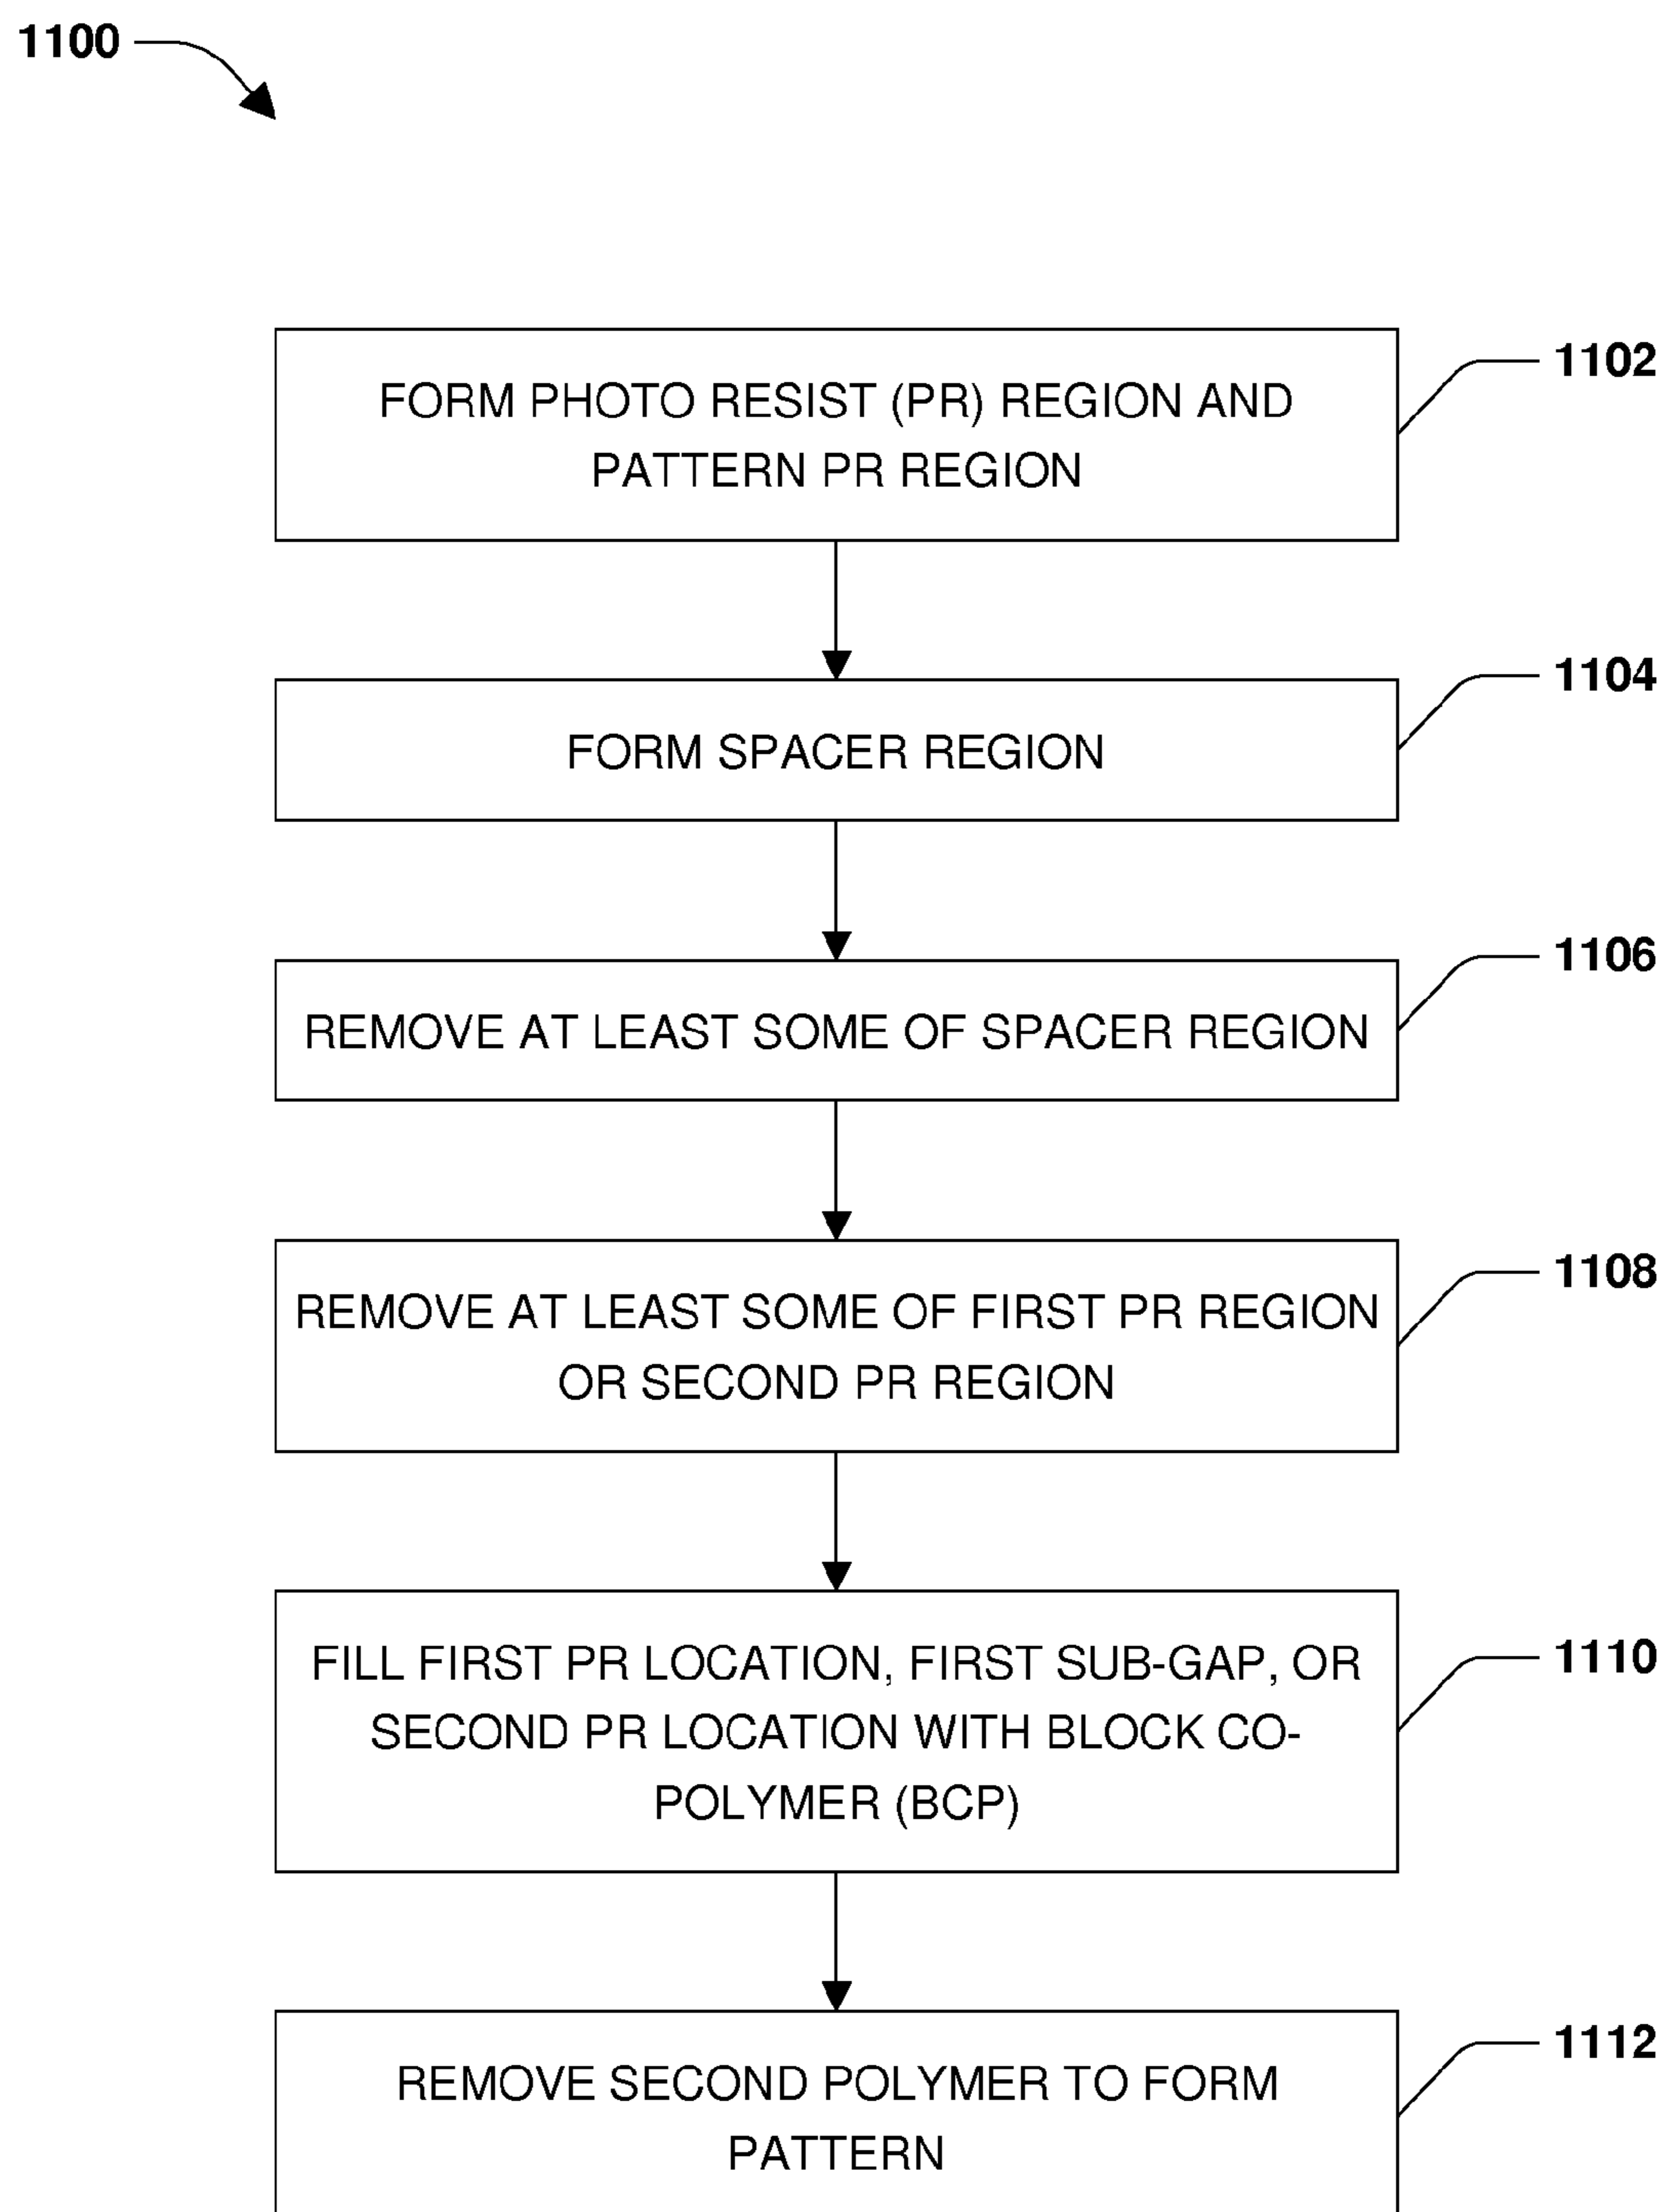 1100
FORM PHOTO RESIST (PR) REGION AND
PATTERN PR REGION
1102
FORM SPACER REGION
1104
REMOVE AT LEAST SOME OF SPACER REGION
1106
REMOVE AT LEAST SOME OF FIRST PR REGION
OR SECOND PR REGION
1108
FILL FIRST PR LOCATION, FIRST SUB-GAP, OR
SECOND PR LOCATION WITH BLOCK CO-
POLYMER (BCP)
1110
REMOVE SECOND POLYMER TO FORM
PATTERN
1112